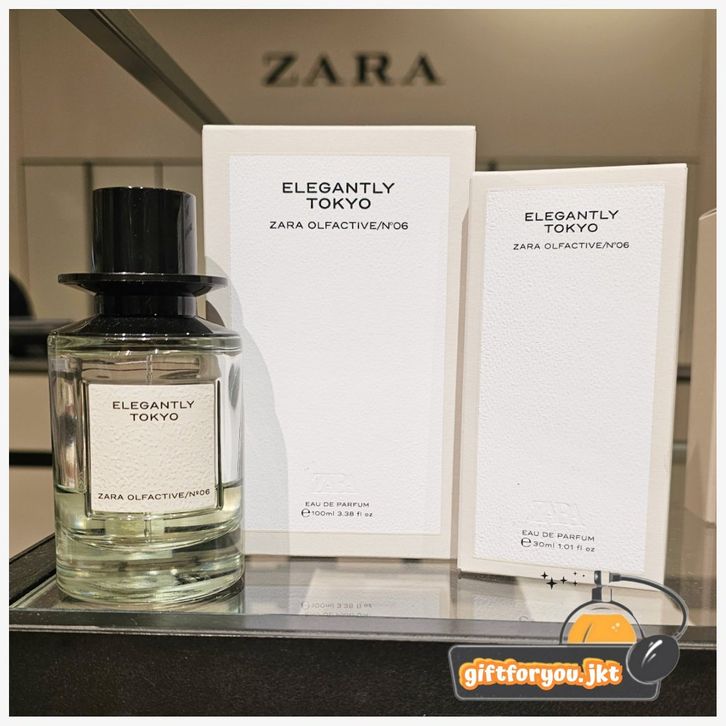 ZARA
ELEGANTLY
TOKYO
ZARA OLFACTIVE/N°06
EAU DE PARFUM
℮100ml 3.38 fl oz
ELEGANTLY
TOKYO
ZARA OLFACTIVE/N°06
EAU DE PARFUM
℮30ml 1.01 fl oz
ELEGANTLY
TOKYO
ZARA OLFACTIVE/Nº06
giftforyou.jkt